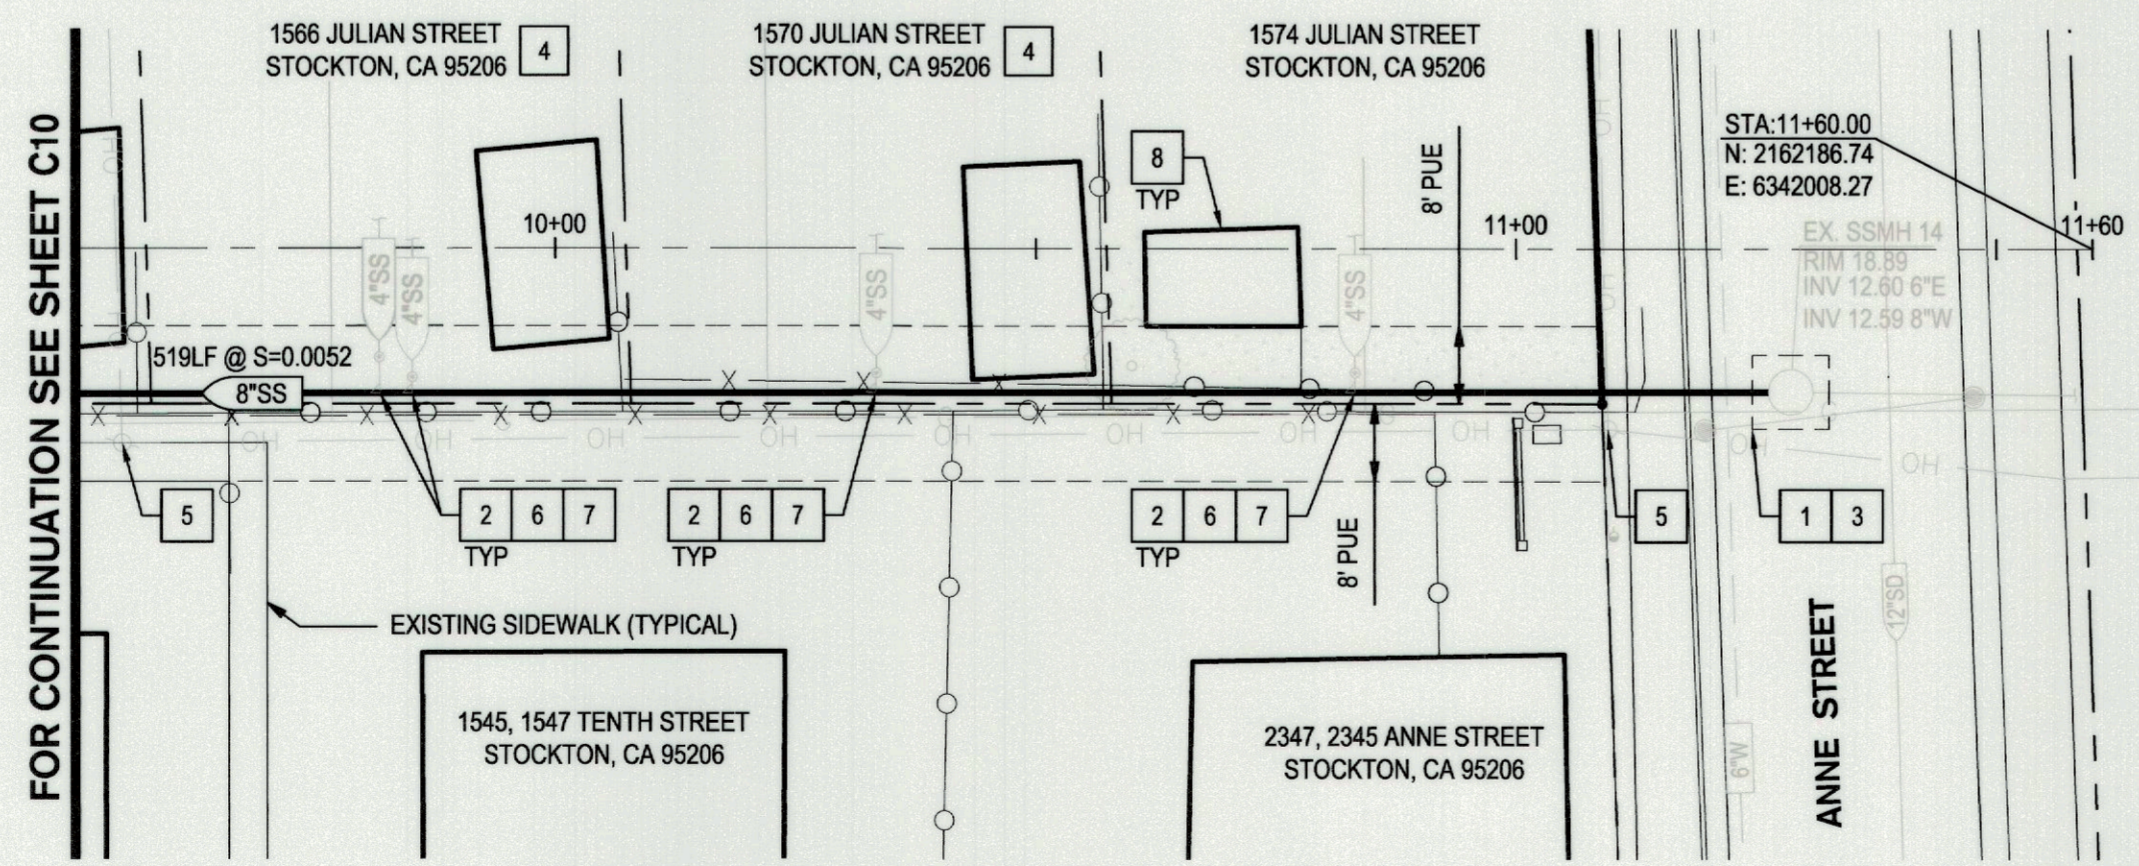 FOR CONTINUATION SEE SHEET C10
1566 JULIAN STREET
STOCKTON, CA 95206
4
1570 JULIAN STREET
STOCKTON, CA 95206
4
1574 JULIAN STREET
STOCKTON, CA 95206
8
TYP
8' PUE
STA:11+60.00
N: 2162186.74
E: 6342008.27
10+00
11+00
11+60
EX. SSMH 14
RIM 18.89
INV 12.60 6"E
INV 12.59 8"W
4"SS
4"SS
4"SS
4"SS
519LF @ S=0.0052
8"SS
OH
OH
OH
OH
OH
OH
OH
OH
OH
OH
OH
OH
OH
OH
5
2 6 7
TYP
2 6 7
TYP
2 6 7
TYP
8' PUE
5
1 3
EXISTING SIDEWALK (TYPICAL)
12"SD
6"W
ANNE STREET
1545, 1547 TENTH STREET
STOCKTON, CA 95206
2347, 2345 ANNE STREET
STOCKTON, CA 95206